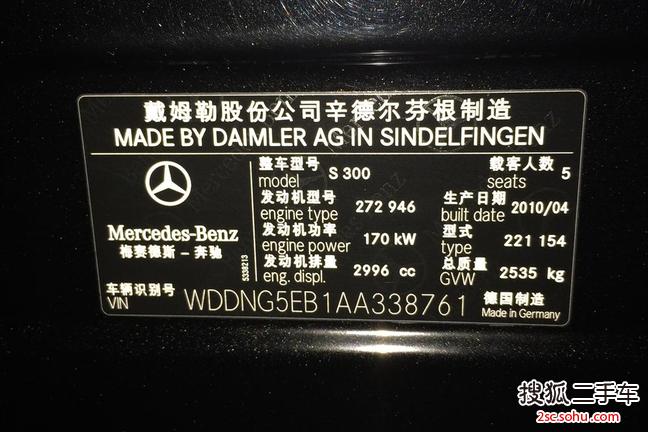 戴姆勒股份公司辛德尔芬根制造
MADE BY DAIMLER AG IN SINDELFINGEN
整车型号 model S 300 载客人数 seats 5
发动机型号 engine type 272 946 生产日期 built date 2010/04
发动机功率 engine power 170 kW 型式 type 221 154
发动机排量 eng. displ. 2996 cc 总质量 GVW 2535 kg
Mercedes-Benz
梅赛德斯－奔驰
5338213
车辆识别号 VIN WDDNG5EB1AA338761 德国制造 Made in Germany
搜狐二手车
2sc.sohu.com